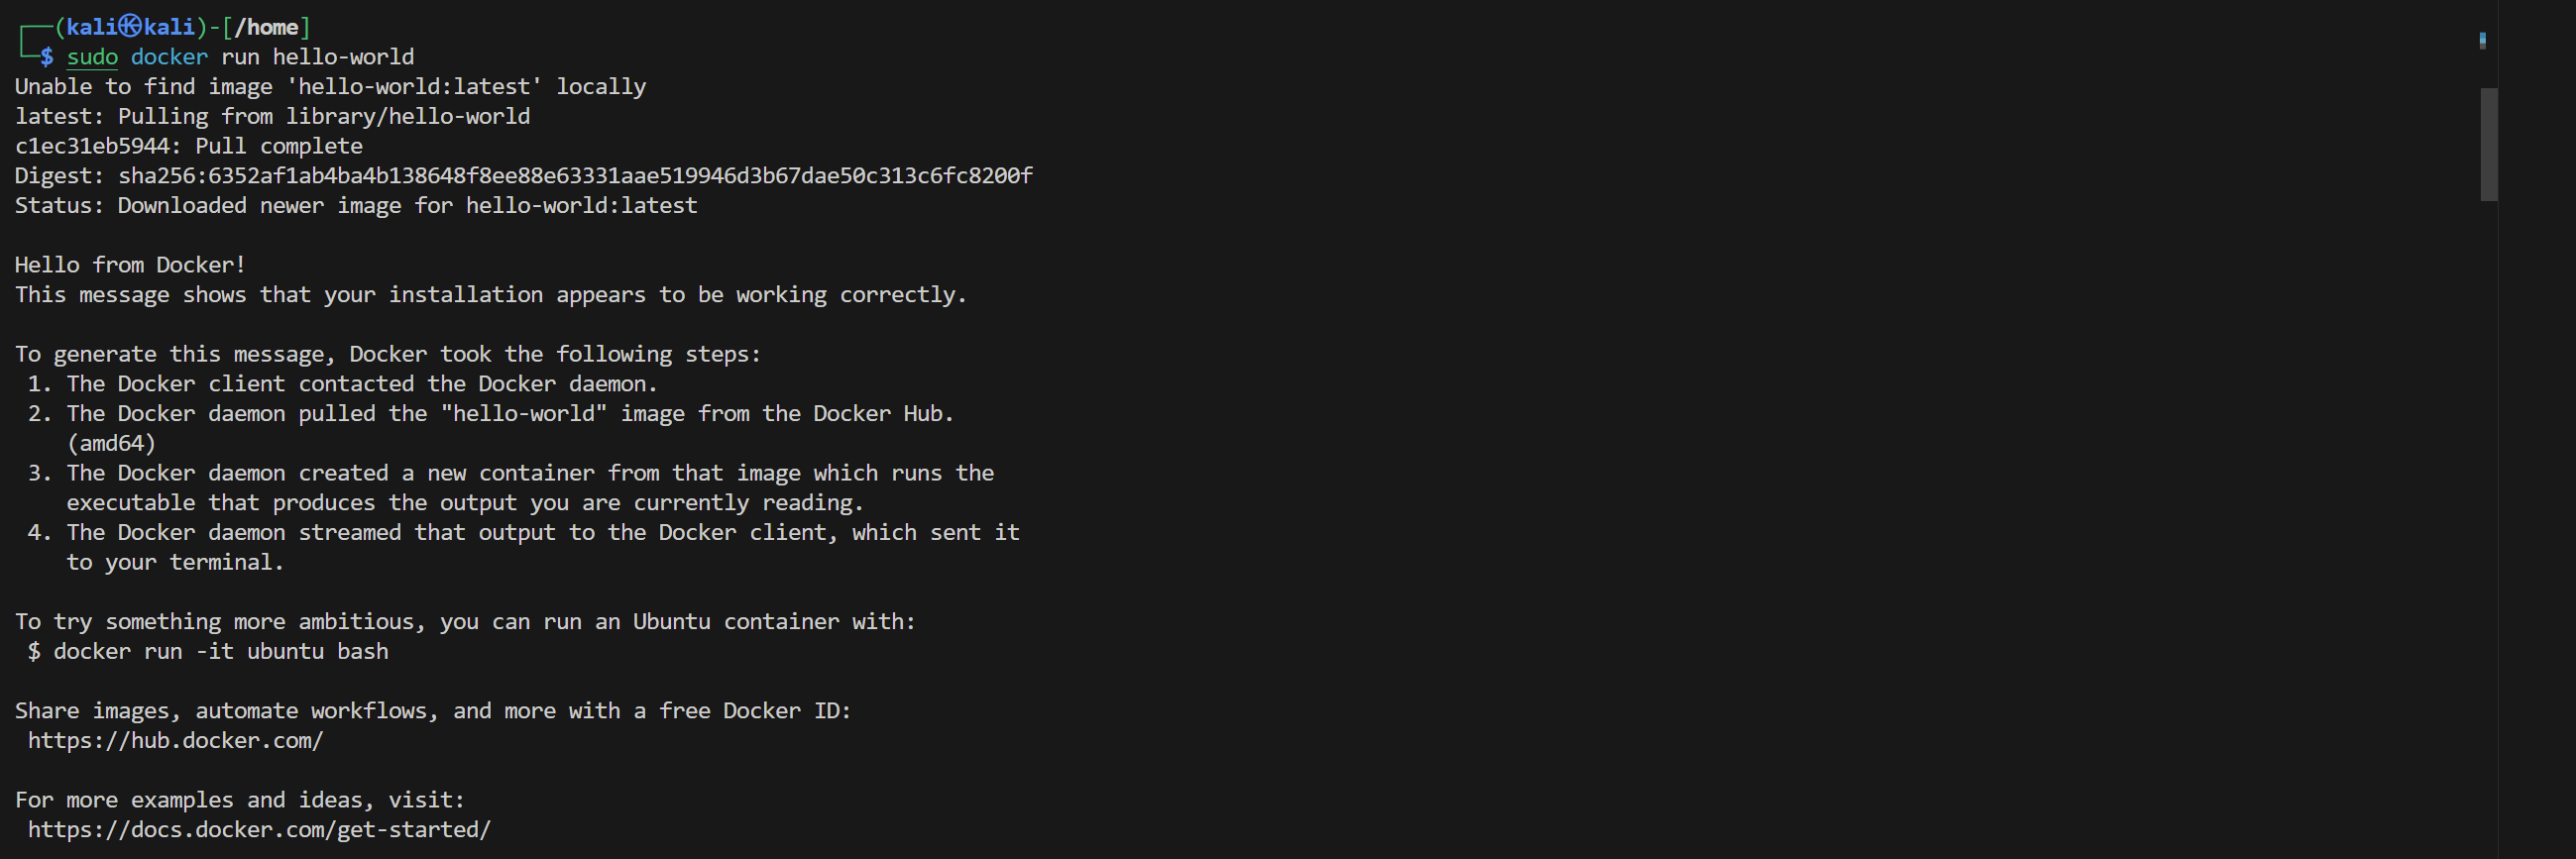 ┌──(kali㉿kali)-[/home]
└─$ sudo docker run hello-world
Unable to find image 'hello-world:latest' locally
latest: Pulling from library/hello-world
c1ec31eb5944: Pull complete
Digest: sha256:6352af1ab4ba4b138648f8ee88e63331aae519946d3b67dae50c313c6fc8200f
Status: Downloaded newer image for hello-world:latest

Hello from Docker!
This message shows that your installation appears to be working correctly.

To generate this message, Docker took the following steps:
 1. The Docker client contacted the Docker daemon.
 2. The Docker daemon pulled the "hello-world" image from the Docker Hub.
    (amd64)
 3. The Docker daemon created a new container from that image which runs the
    executable that produces the output you are currently reading.
 4. The Docker daemon streamed that output to the Docker client, which sent it
    to your terminal.

To try something more ambitious, you can run an Ubuntu container with:
 $ docker run -it ubuntu bash

Share images, automate workflows, and more with a free Docker ID:
 https://hub.docker.com/

For more examples and ideas, visit:
 https://docs.docker.com/get-started/